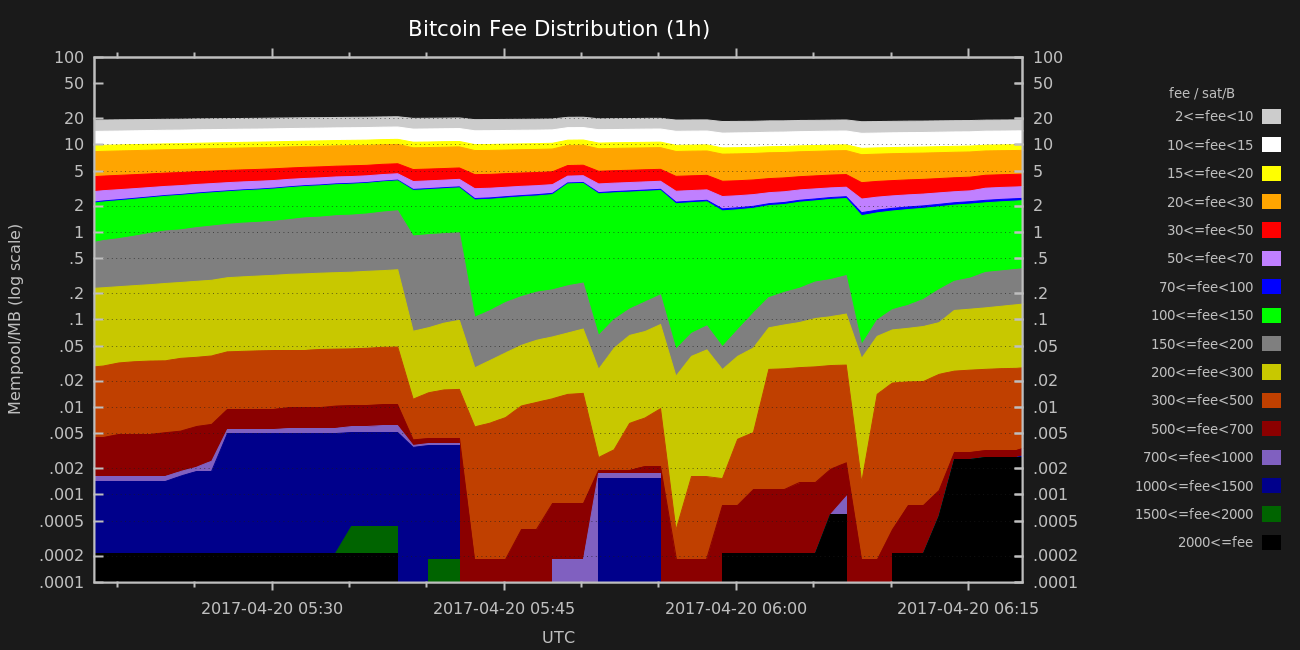 Bitcoin Fee Distribution (1h)
100
50
20
10
5
2
1
.5
.2
.1
.05
.02
.01
.005
.002
.001
.0005
.0002
.0001
Mempool/MB (log scale)
100
50
20
10
5
2
1
.5
.2
.1
.05
.02
.01
.005
.002
.001
.0005
.0002
.0001
2017-04-20 05:30
2017-04-20 05:45
2017-04-20 06:00
2017-04-20 06:15
UTC
fee / sat/B
2<=fee<10
10<=fee<15
15<=fee<20
20<=fee<30
30<=fee<50
50<=fee<70
70<=fee<100
100<=fee<150
150<=fee<200
200<=fee<300
300<=fee<500
500<=fee<700
700<=fee<1000
1000<=fee<1500
1500<=fee<2000
2000<=fee